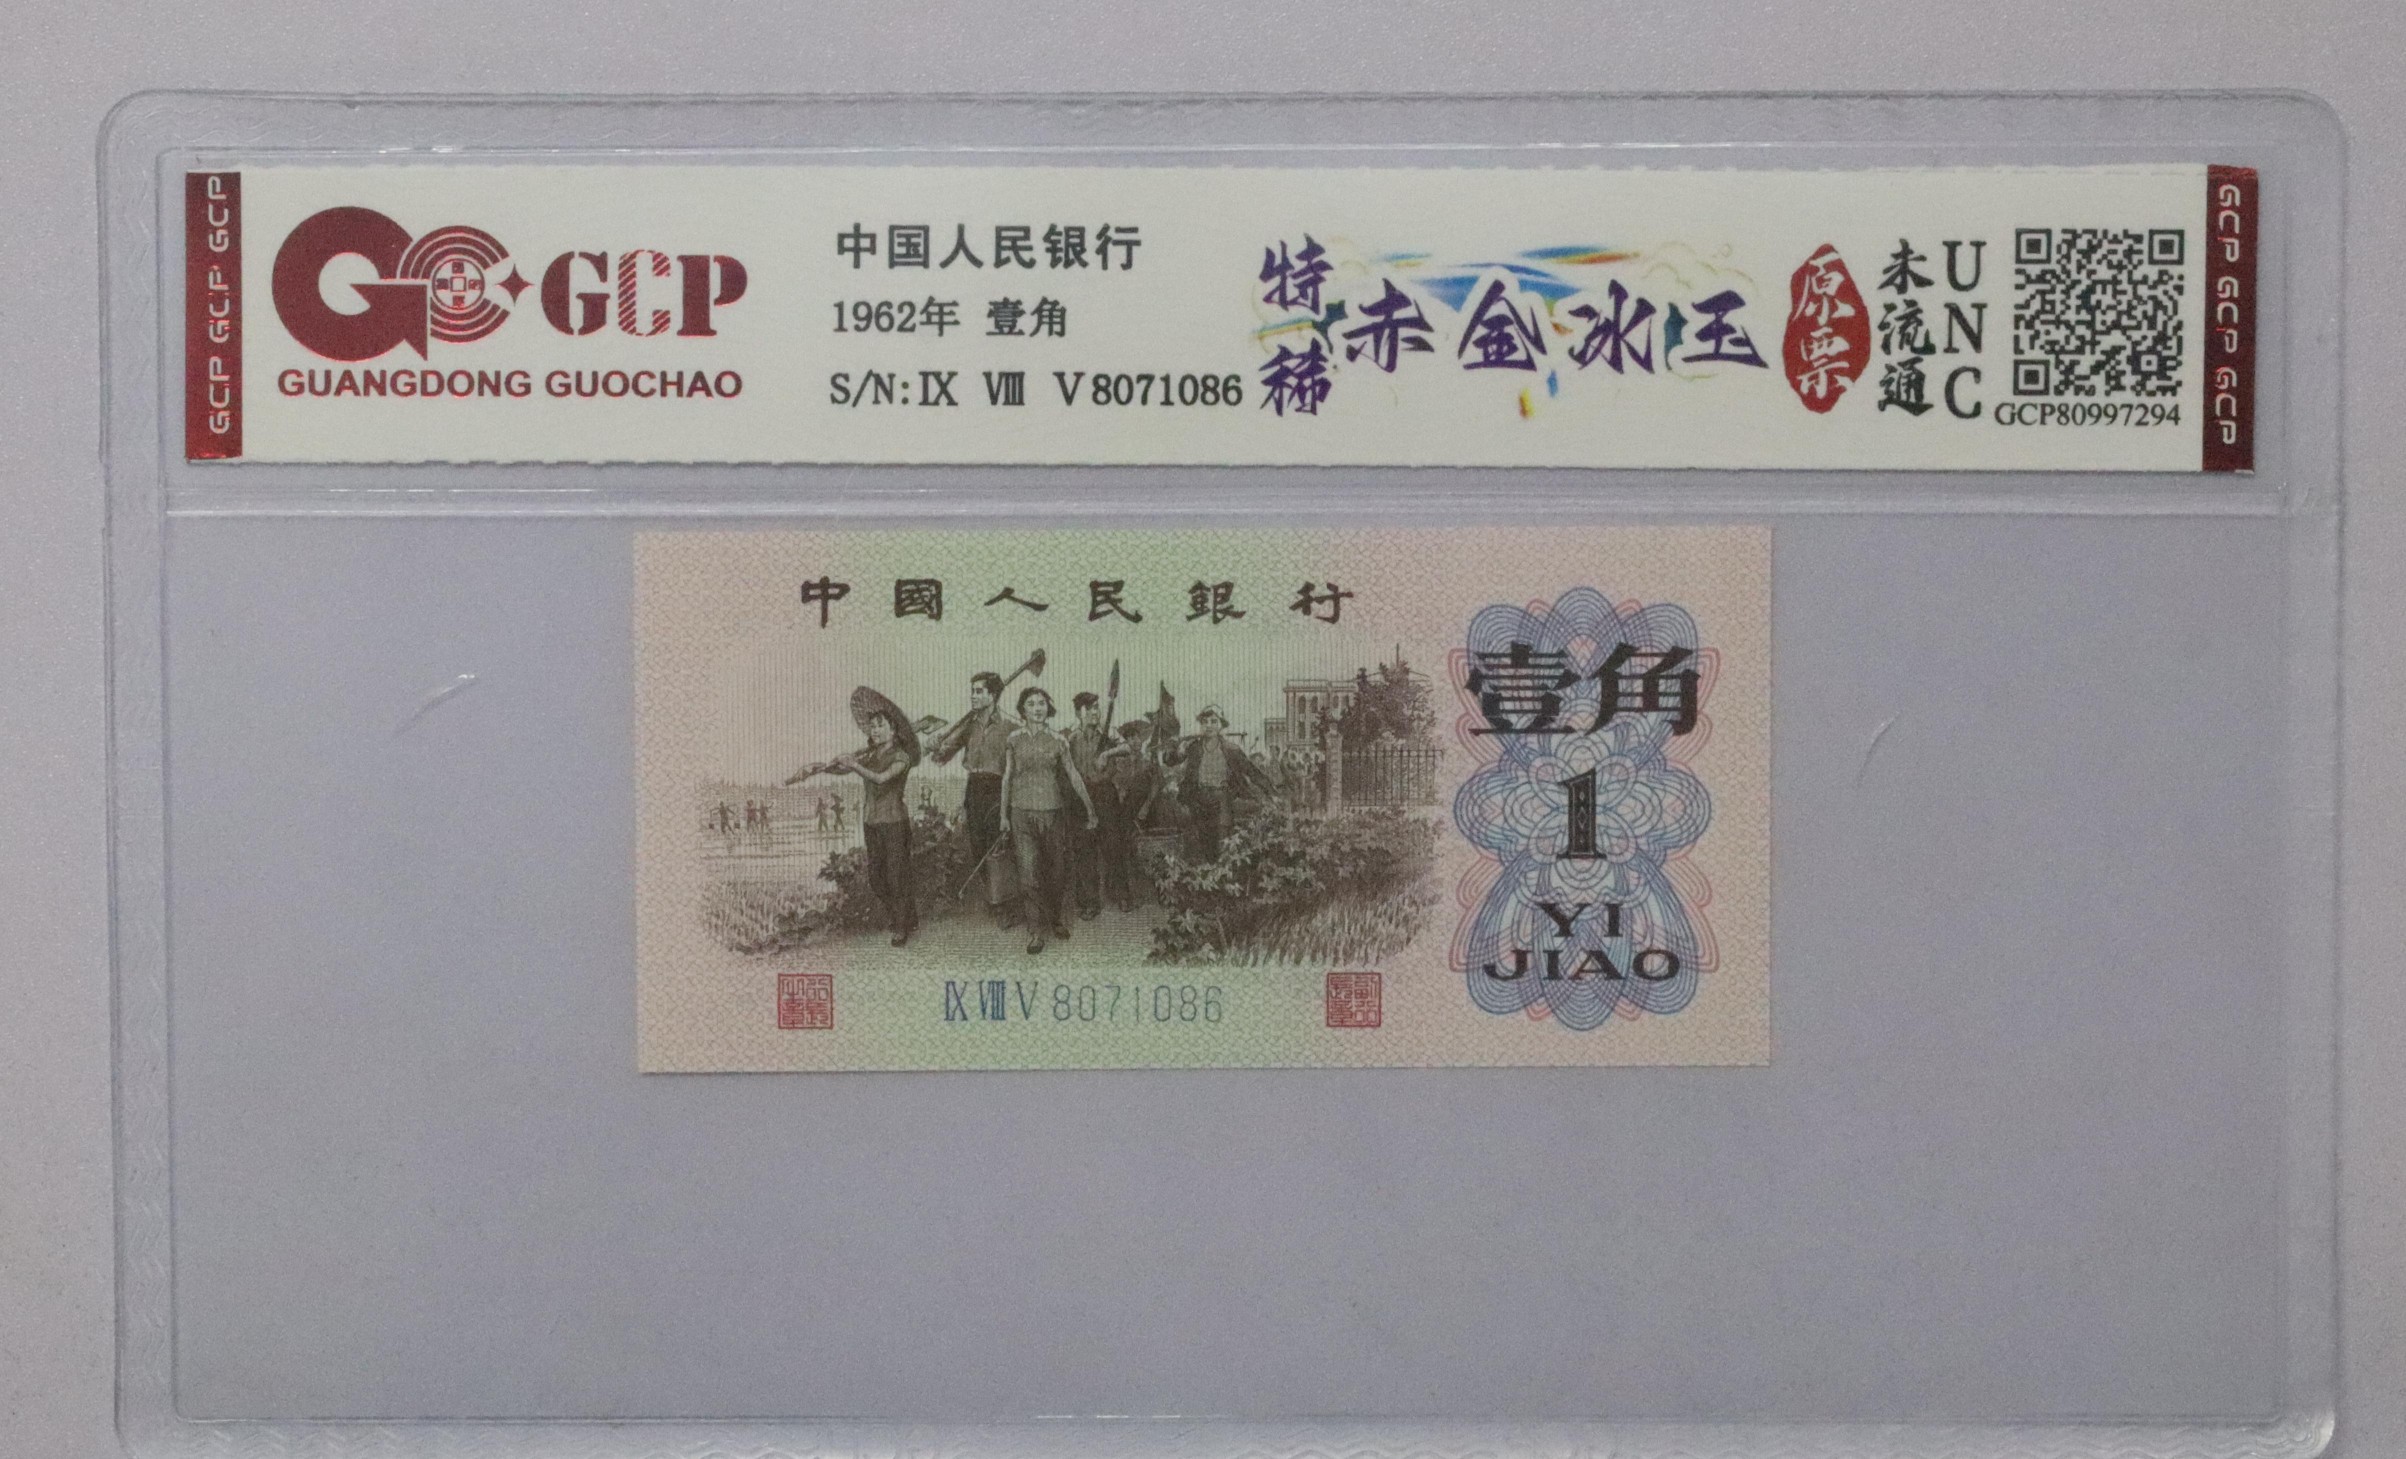 GCP GCP GCP
GCP
GUANGDONG GUOCHAO
中国人民银行
1962年 壹角
S/N: Ⅸ Ⅷ Ⅴ 8071086
特稀
赤金冰玉
原票
未流通
UNC
GCP80997294
GCP GCP GCP
中國人民銀行
壹角
1
YI
JIAO
Ⅸ Ⅷ Ⅴ 8071086